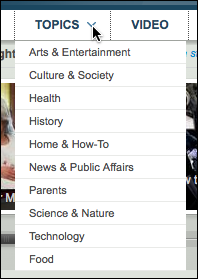 TOPICS VIDEO
Arts & Entertainment
Culture & Society
Health
History
Home & How-To
News & Public Affairs
Parents
Science & Nature
Technology
Food